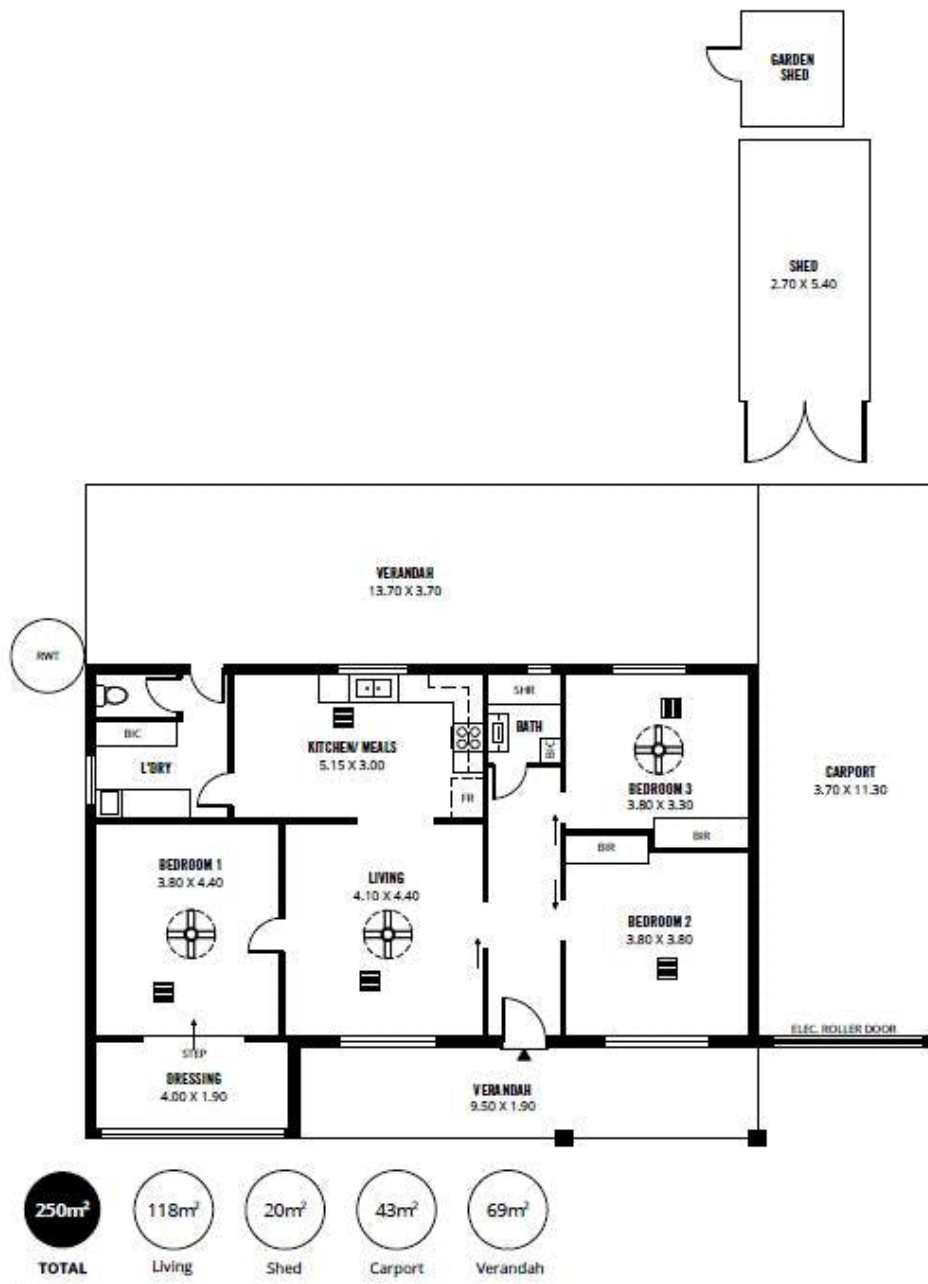 GARDEN
SHED
SHED
2.70 X 5.40
VERANDAH
13.70 X 3.70
RWT
SHR
BIC
KITCHEN/ MEALS
5.15 X 3.00
BATH
BIC
L'DRY
FR
BEDROOM 3
3.80 X 3.30
CARPORT
3.70 X 11.30
BIR
BIR
BEDROOM 1
3.80 X 4.40
LIVING
4.10 X 4.40
BEDROOM 2
3.80 X 3.80
ELEC. ROLLER DOOR
STEP
DRESSING
4.00 X 1.90
VERANDAH
9.50 X 1.90
250m²
118m²
20m²
43m²
69m²
TOTAL
Living
Shed
Carport
Verandah